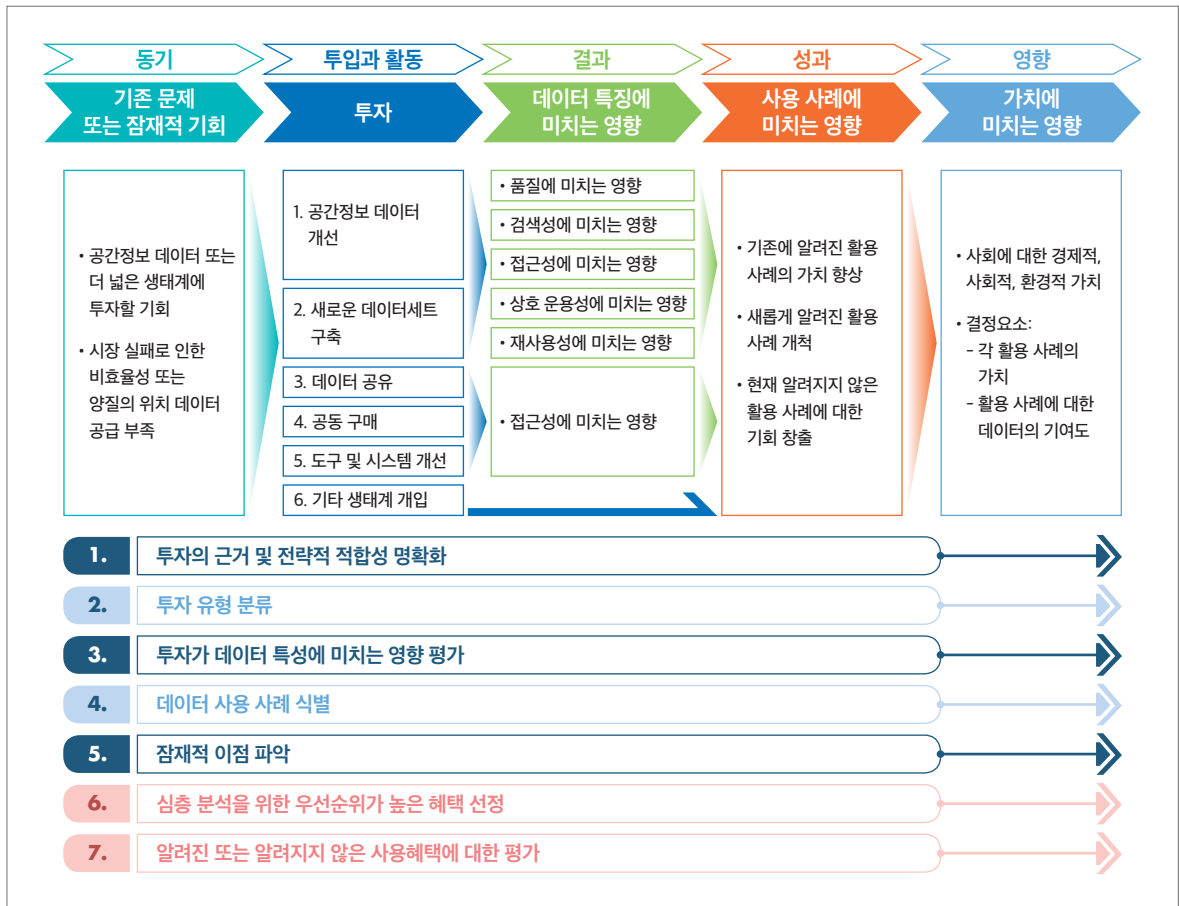 동기
투입과 활동
결과
성과
영향
기존 문제
또는 잠재적 기회
투자
데이터 특징에
미치는 영향
사용 사례에
미치는 영향
가치에
미치는 영향
• 공간정보 데이터 또는
더 넓은 생태계에
투자할 기회
• 시장 실패로 인한
비효율성 또는
양질의 위치 데이터
공급 부족
1. 공간정보 데이터
개선
2. 새로운 데이터세트
구축
3. 데이터 공유
4. 공동 구매
5. 도구 및 시스템 개선
6. 기타 생태계 개입
• 품질에 미치는 영향
• 검색성에 미치는 영향
• 접근성에 미치는 영향
• 상호 운용성에 미치는 영향
• 재사용성에 미치는 영향
• 접근성에 미치는 영향
• 기존에 알려진 활용
사례의 가치 향상
• 새롭게 알려진 활용
사례 개척
• 현재 알려지지 않은
활용 사례에 대한
기회 창출
• 사회에 대한 경제적,
사회적, 환경적 가치
• 결정요소:
- 각 활용 사례의
가치
- 활용 사례에 대한
데이터의 기여도
1. 투자의 근거 및 전략적 적합성 명확화
2. 투자 유형 분류
3. 투자가 데이터 특성에 미치는 영향 평가
4. 데이터 사용 사례 식별
5. 잠재적 이점 파악
6. 심층 분석을 위한 우선순위가 높은 혜택 선정
7. 알려진 또는 알려지지 않은 사용혜택에 대한 평가